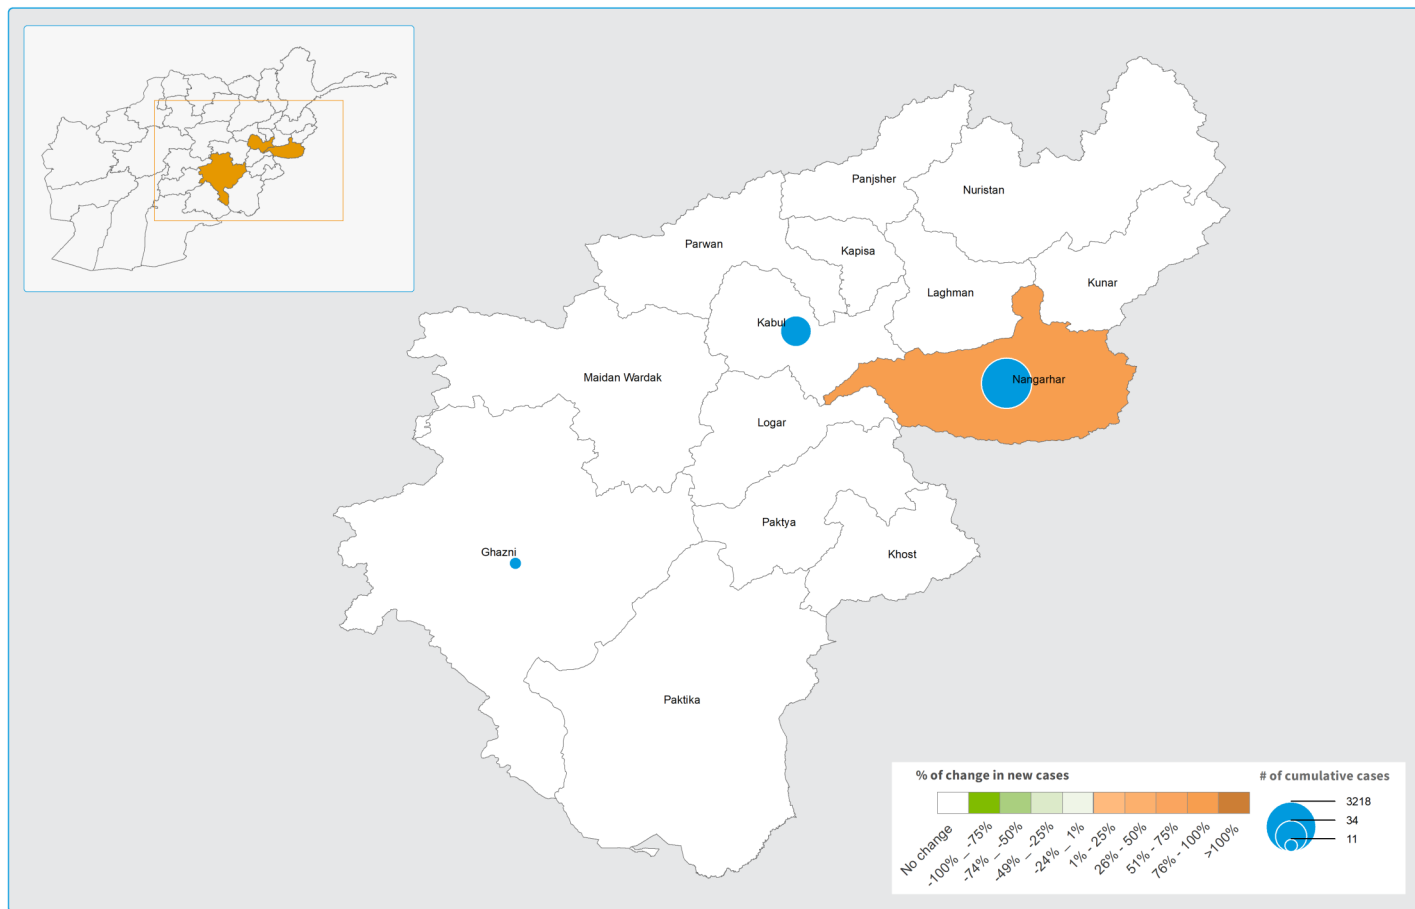 Panjsher
Nuristan
Parwan
Kapisa
Kunar
Laghman
Kabul
Maidan Wardak
Nangarhar
Logar
Paktya
Ghazni
Khost
Paktika
% of change in new cases
No change
-100% – -75%
-74% – -50%
-49% – -25%
-24% – 1%
1% - 25%
26% - 50%
51% - 75%
76% - 100%
>100%
# of cumulative cases
3218
34
11